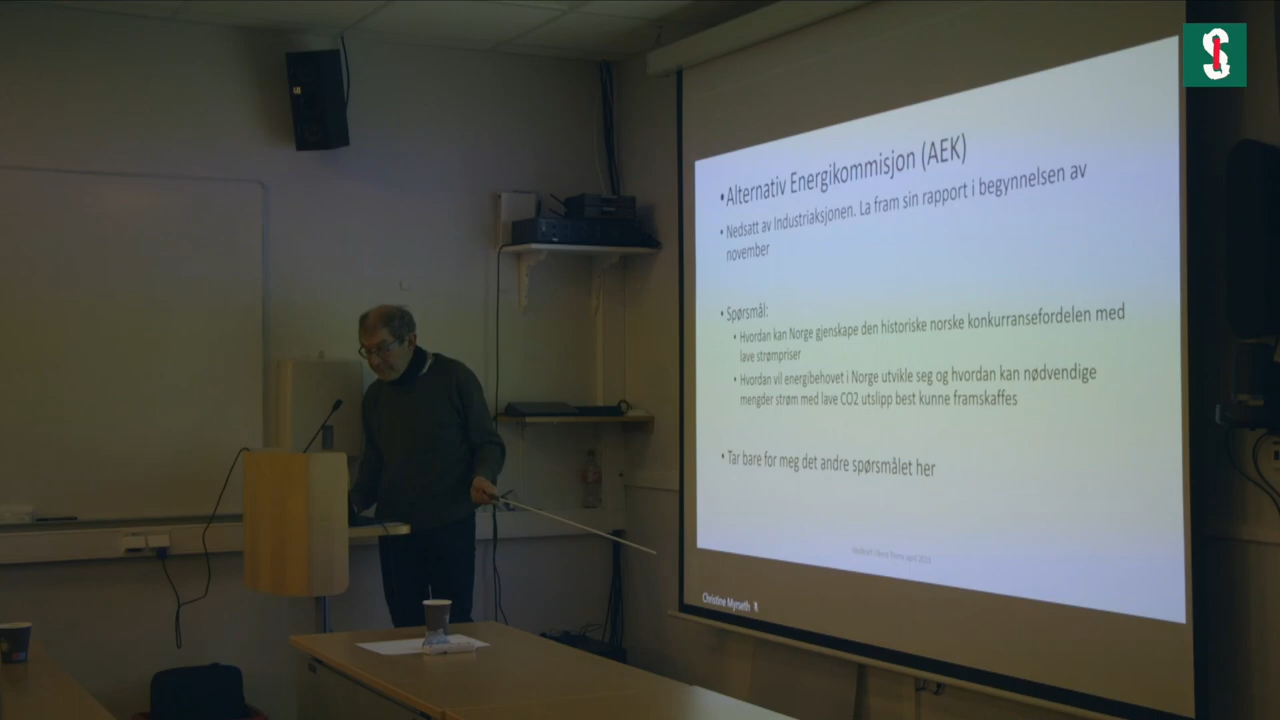 • Alternativ Energikommisjon (AEK)
• Nedsatt av Industriaksjonen. La fram sin rapport i begynnelsen av
november
• Spørsmål:
• Hvordan kan Norge gjenskape den historiske norske konkurransefordelen med
lave strømpriser
• Hvordan vil energibehovet i Norge utvikle seg og hvordan kan nødvendige
mengder strøm med lave CO2 utslipp best kunne framskaffes
• Tar bare for meg det andre spørsmålet her
Christine Myrseth